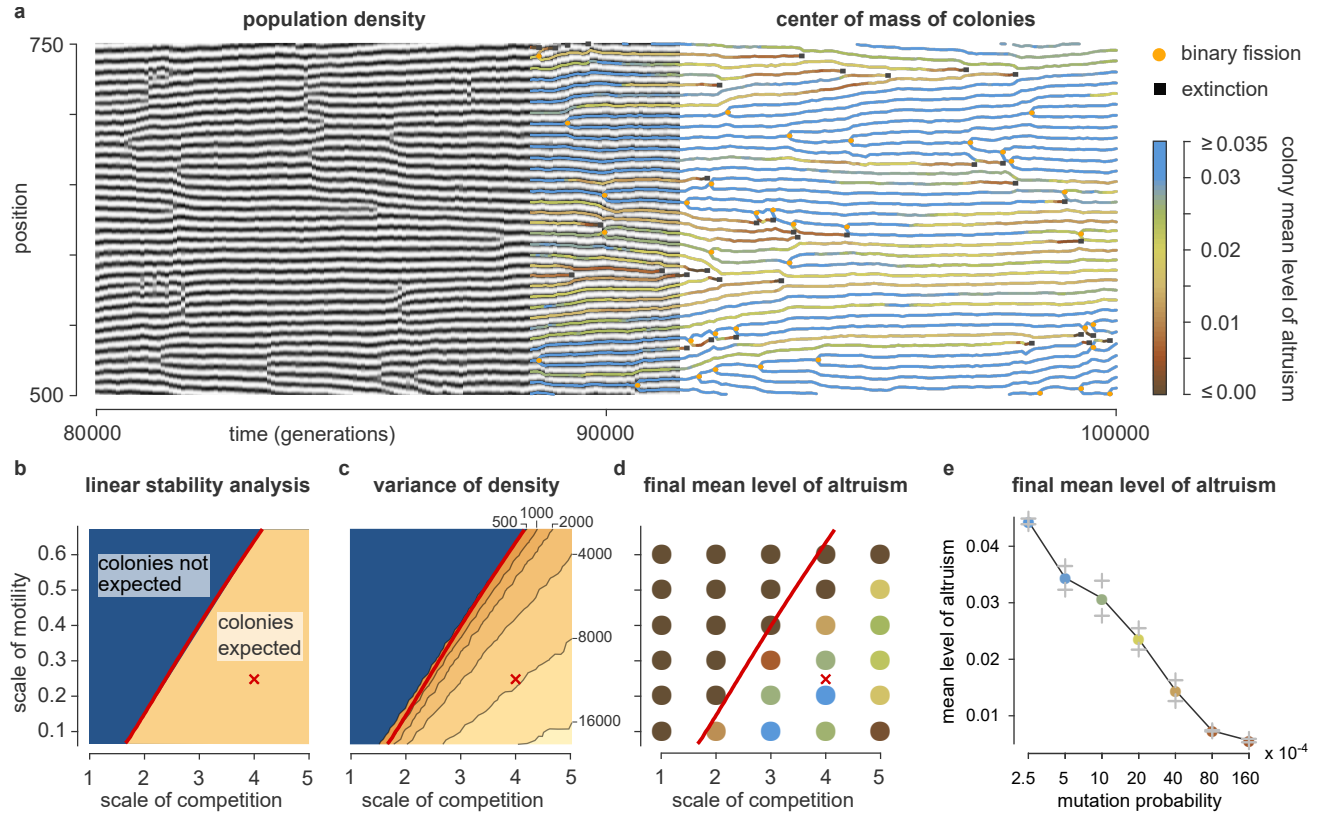 a
population density
center of mass of colonies
750
position
500
80000
time (generations)
90000
100000
binary fission
extinction
≥ 0.035
0.03
0.02
0.01
≤ 0.00
colony mean level of altruism
b
linear stability analysis
colonies not
expected
colonies
expected
scale of motility
0.6
0.5
0.4
0.3
0.2
0.1
1 2 3 4 5
scale of competition
c
variance of density
500 1000 2000
4000
8000
16000
1 2 3 4 5
scale of competition
d
final mean level of altruism
1 2 3 4 5
scale of competition
e
final mean level of altruism
mean level of altruism
0.04
0.03
0.02
0.01
2.5 5 10 20 40 80 160
x 10⁻⁴
mutation probability